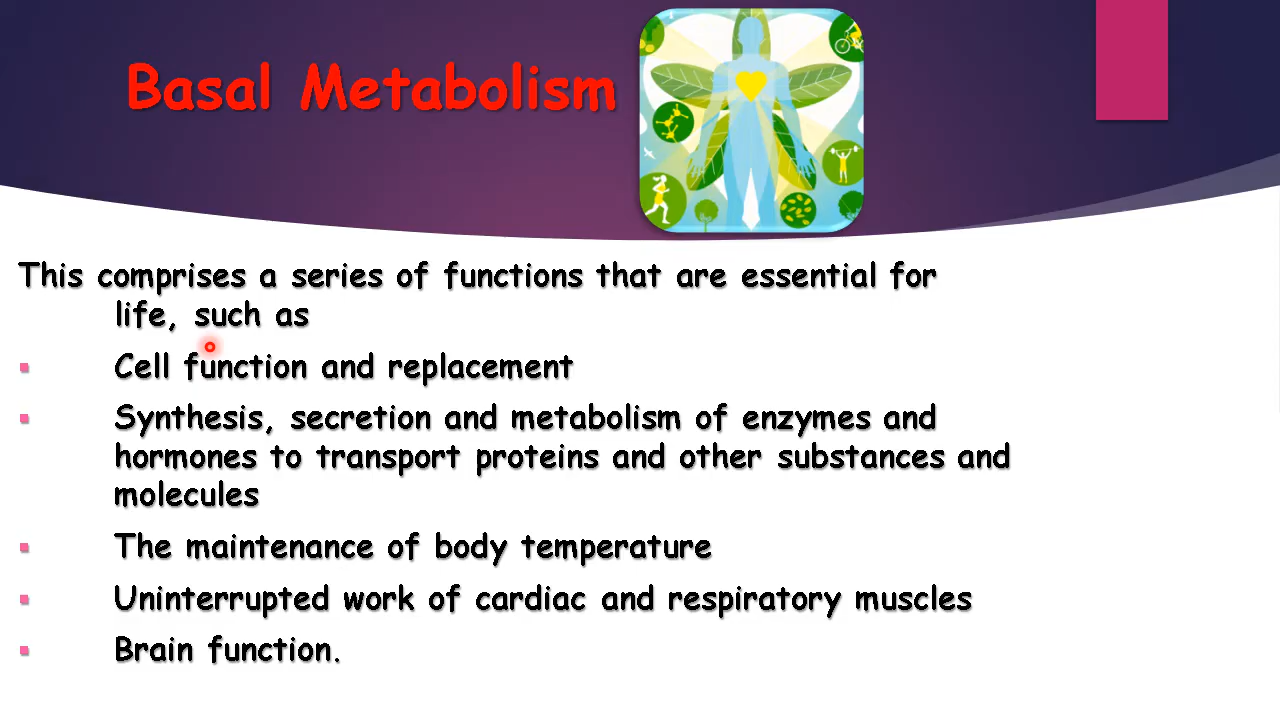 Basal Metabolism
This comprises a series of functions that are essential for
life, such as
▪ Cell function and replacement
▪ Synthesis, secretion and metabolism of enzymes and
hormones to transport proteins and other substances and
molecules
▪ The maintenance of body temperature
▪ Uninterrupted work of cardiac and respiratory muscles
▪ Brain function.